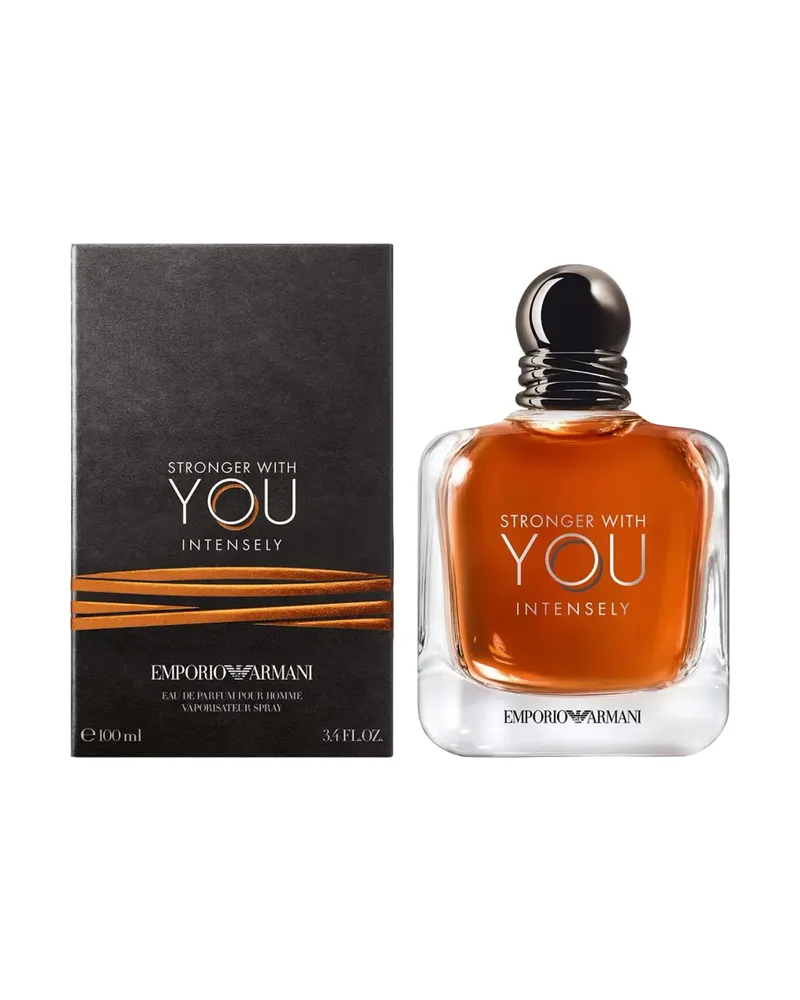 STRONGER WITH
YOU
INTENSELY
EMPORIO ARMANI
EAU DE PARFUM POUR HOMME
VAPORISATEUR SPRAY
℮ 100 ml 3.4 FL.OZ.
STRONGER WITH
YOU
INTENSELY
EMPORIO ARMANI